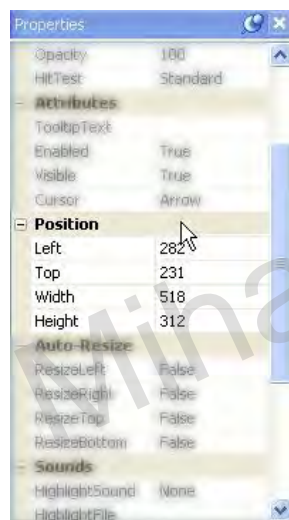 Properties
Opacity 100
HitTest Standard
Attributes
TooltipText
Enabled True
Visible True
Cursor Arrow
Position
Left 282
Top 231
Width 518
Height 312
Auto-Resize
ResizeLeft False
ResizeRight False
ResizeTop False
ResizeBottom False
Sounds
HighlightSound None
HighlightFile